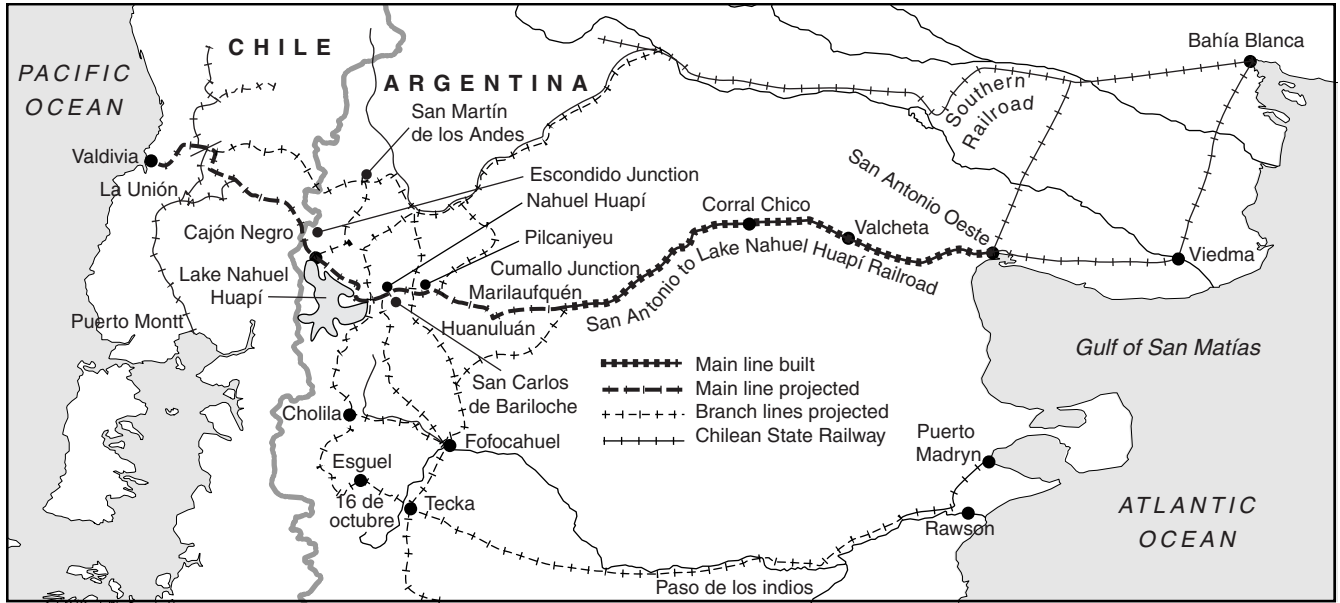 CHILE
PACIFIC
OCEAN
ARGENTINA
Bahía Blanca
Southern
Railroad
San Martín
de los Andes
Valdivia
La Unión
Escondido Junction
Nahuel Huapí
San Antonio Oeste
Corral Chico
Valcheta
Cajón Negro
Pilcaniyeu
Viedma
Lake Nahuel
Huapí
Cumallo Junction
Marilaufquén
San Antonio to Lake Nahuel Huapí Railroad
Puerto Montt
Huanuluán
Gulf of San Matías
Main line built
Main line projected
Branch lines projected
Chilean State Railway
San Carlos
de Bariloche
Cholila
Fofocahuel
Puerto
Madryn
Esguel
16 de
octubre
Tecka
Rawson
ATLANTIC
OCEAN
Paso de los indios